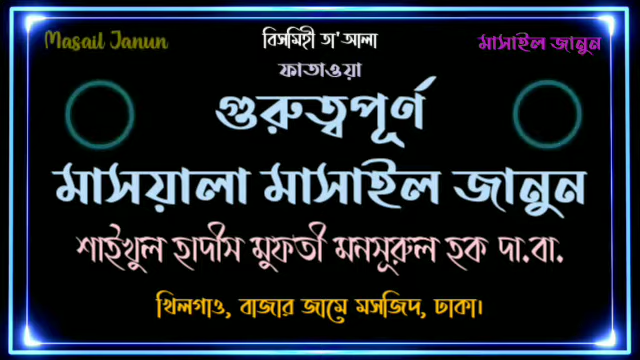 Masail Janun
বিসমিহী তা'আলা
মাসাইল জানুন
ফাতাওয়া
গুরুত্বপূর্ণ
মাসয়ালা মাসাইল জানুন
শাইখুল হাদীস মুফতী মনসূরুল হক দা.বা.
খিলগাও, বাজার জামে মসজিদ, ঢাকা।